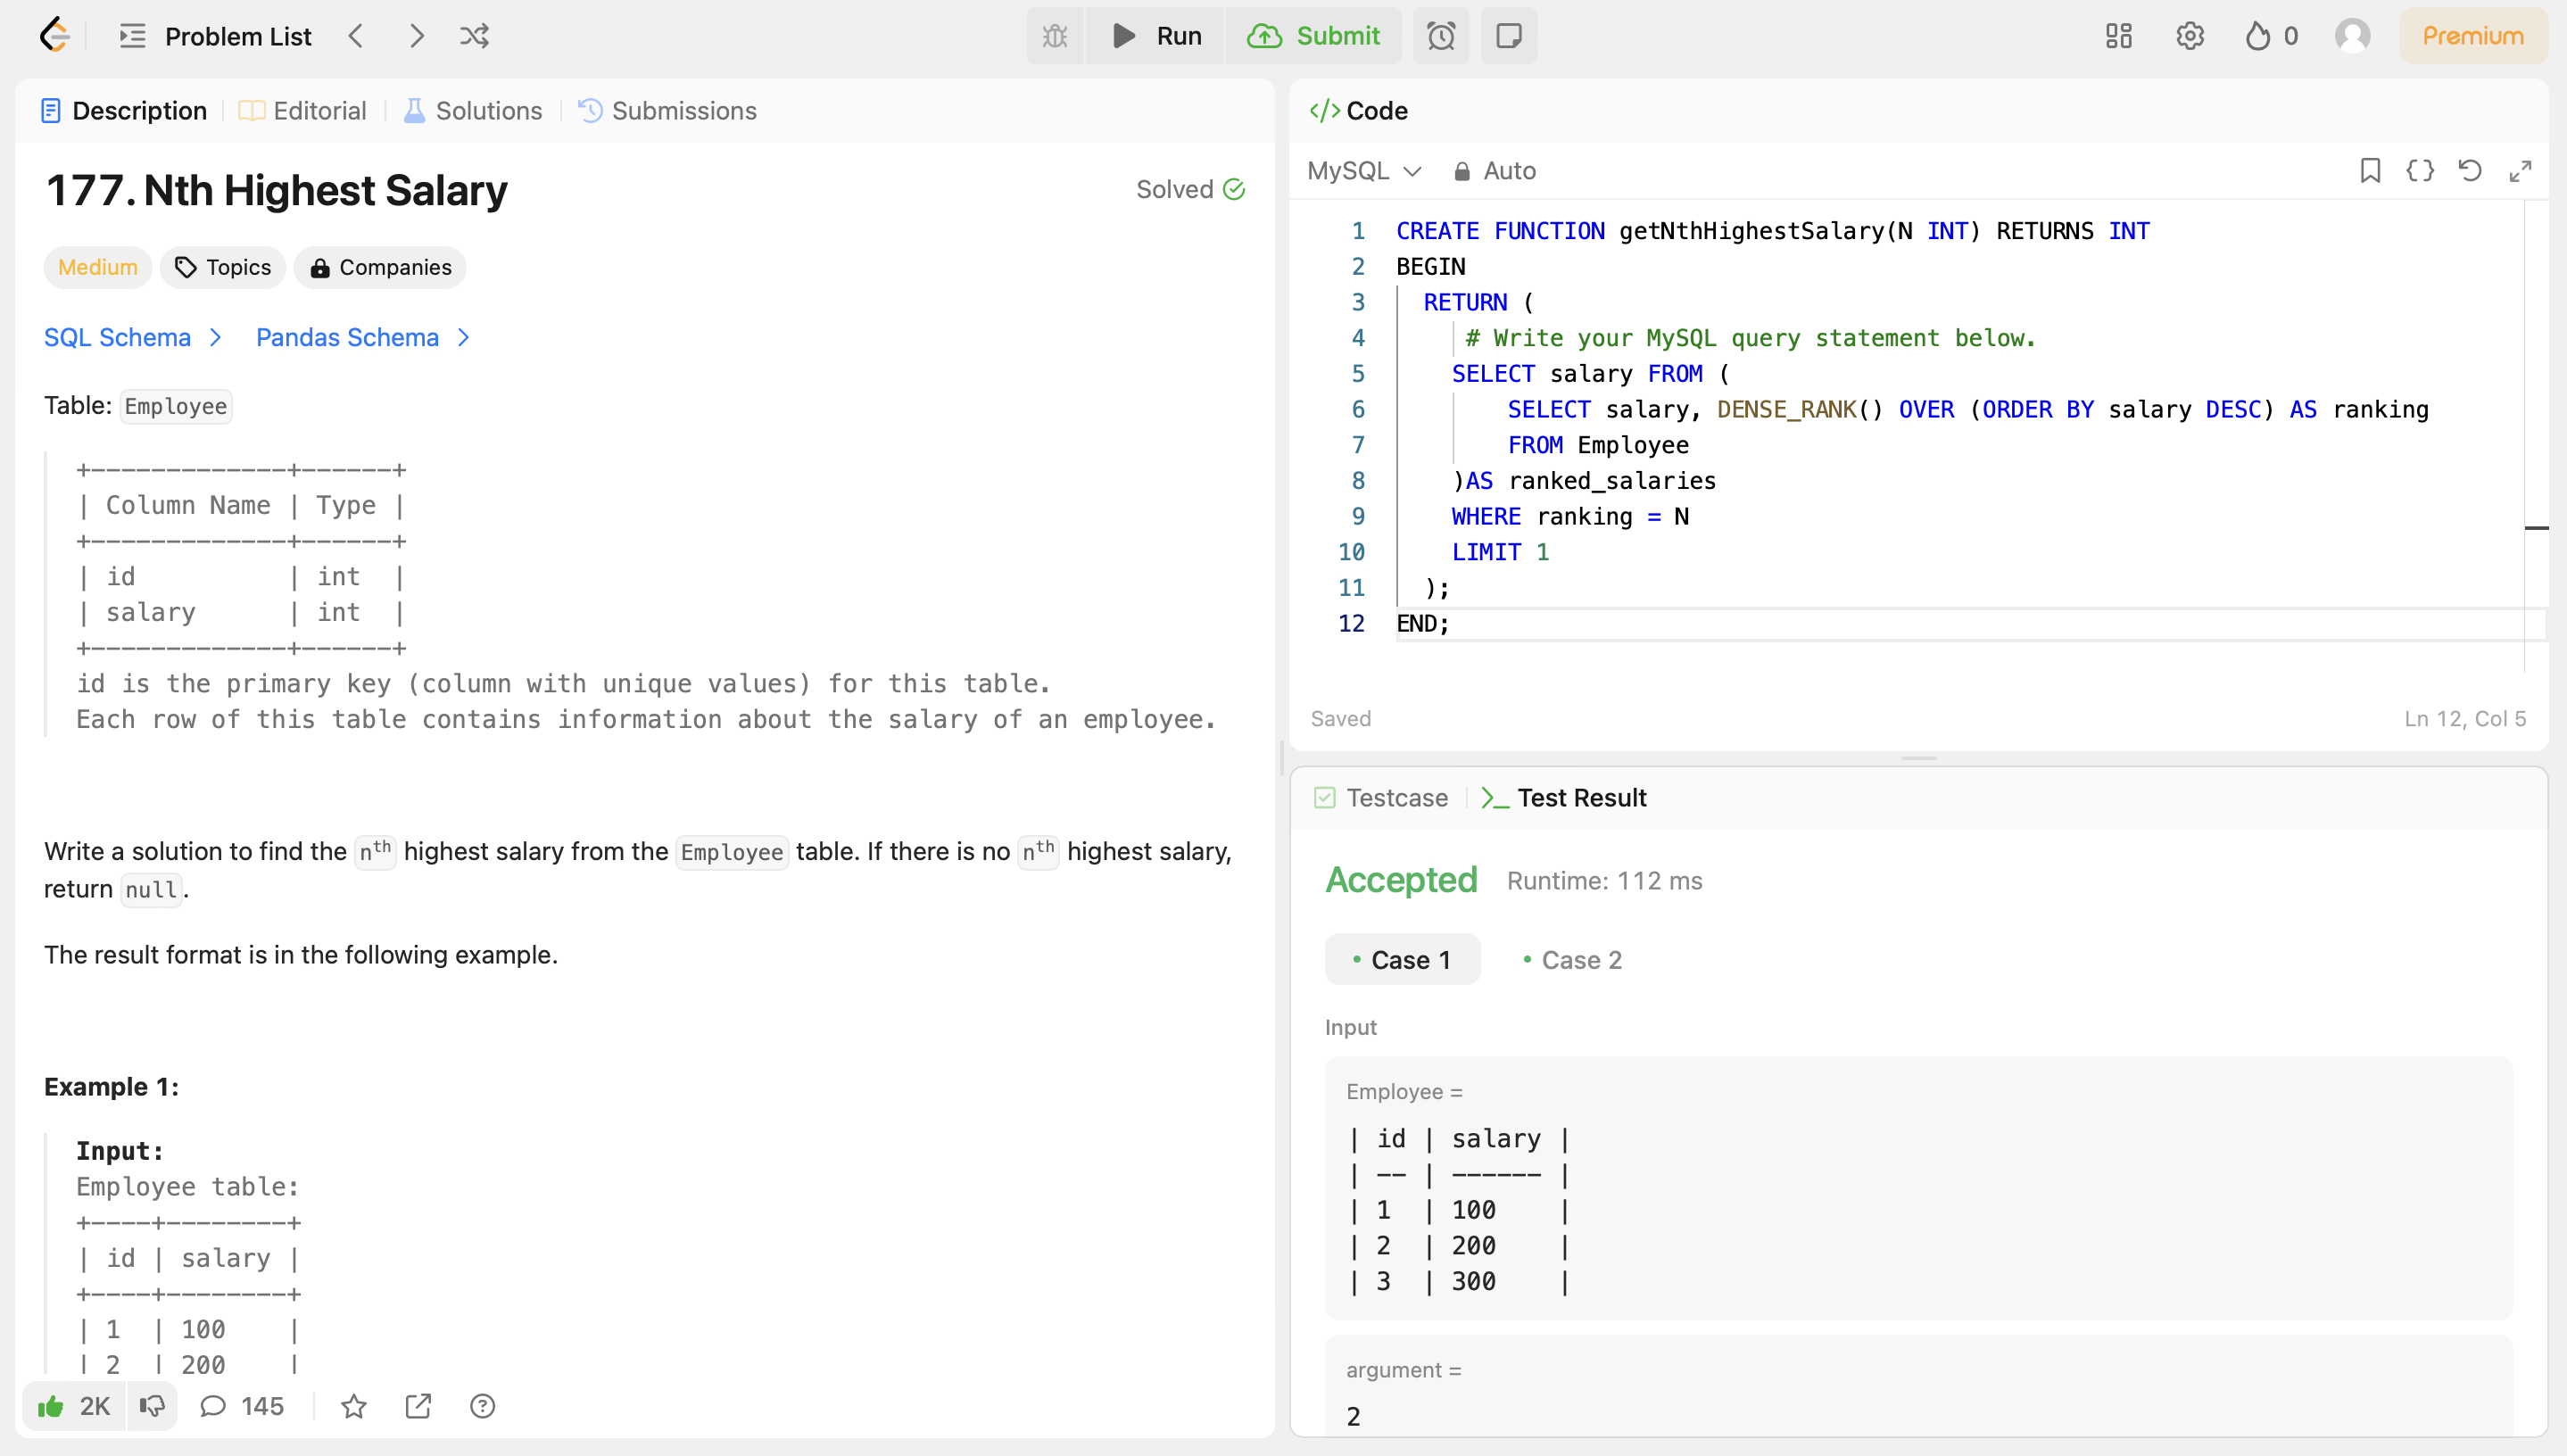 Problem List
Run
Submit
0
Premium
Description
Editorial
Solutions
Submissions
177. Nth Highest Salary
Solved
Medium
Topics
Companies
SQL Schema
Pandas Schema
Table: Employee
+-------------+------+
| Column Name | Type |
+-------------+------+
| id          | int  |
| salary      | int  |
+-------------+------+
id is the primary key (column with unique values) for this table.
Each row of this table contains information about the salary of an employee.
Write a solution to find the nth highest salary from the Employee table. If there is no nth highest salary,
return null.
The result format is in the following example.
Example 1:
Input:
Employee table:
+----+--------+
| id | salary |
+----+--------+
| 1  | 100    |
| 2  | 200    |
2K
145
Code
MySQL
Auto
1 CREATE FUNCTION getNthHighestSalary(N INT) RETURNS INT
2 BEGIN
3   RETURN (
4      # Write your MySQL query statement below.
5     SELECT salary FROM (
6         SELECT salary, DENSE_RANK() OVER (ORDER BY salary DESC) AS ranking
7         FROM Employee
8     )AS ranked_salaries
9     WHERE ranking = N
10     LIMIT 1
11   );
12 END;
Saved
Ln 12, Col 5
Testcase
>_ Test Result
Accepted
Runtime: 112 ms
Case 1
Case 2
Input
Employee =
| id | salary |
| -- | ------ |
| 1  | 100    |
| 2  | 200    |
| 3  | 300    |
argument =
2